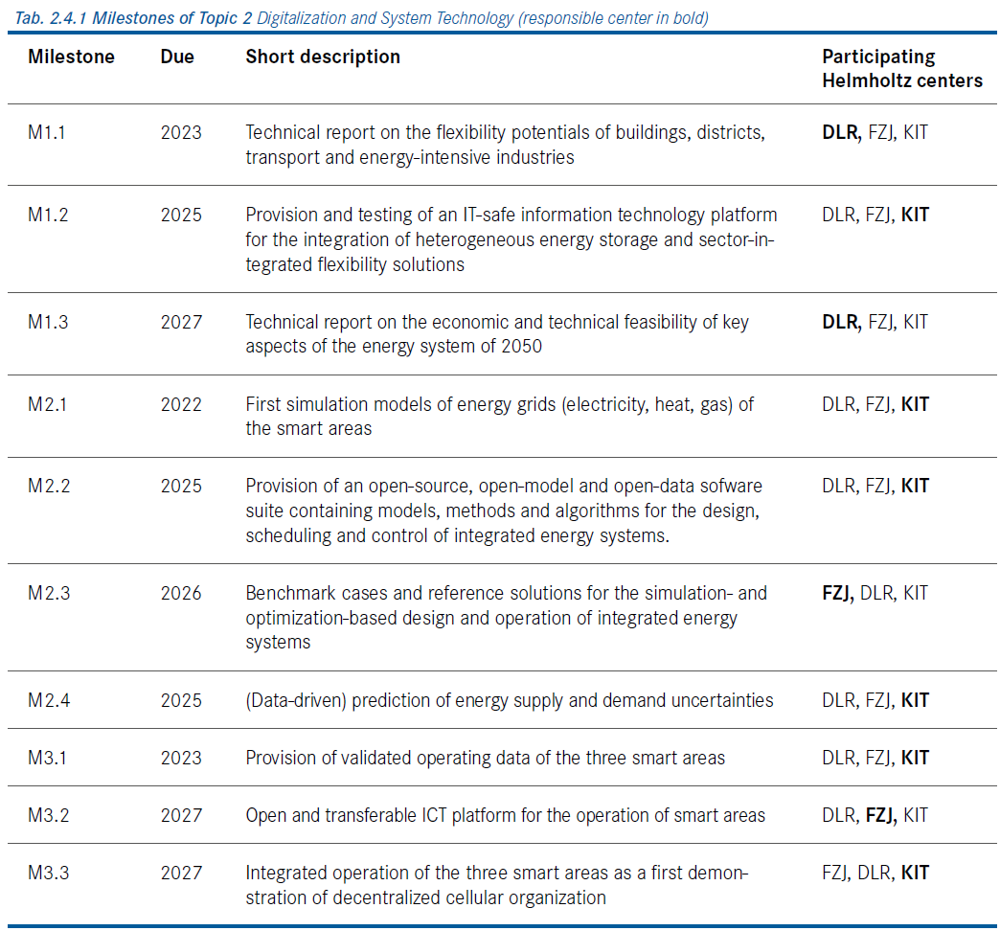 Tab. 2.4.1 Milestones of Topic 2 Digitalization and System Technology (responsible center in bold)
Milestone Due Short description Participating
Helmholtz centers
M1.1 2023 Technical report on the flexibility potentials of buildings, districts, DLR, FZJ, KIT
transport and energy-intensive industries
M1.2 2025 Provision and testing of an IT-safe information technology platform DLR, FZJ, KIT
for the integration of heterogeneous energy storage and sector-in-
tegrated flexibility solutions
M1.3 2027 Technical report on the economic and technical feasibility of key DLR, FZJ, KIT
aspects of the energy system of 2050
M2.1 2022 First simulation models of energy grids (electricity, heat, gas) of DLR, FZJ, KIT
the smart areas
M2.2 2025 Provision of an open-source, open-model and open-data sofware DLR, FZJ, KIT
suite containing models, methods and algorithms for the design,
scheduling and control of integrated energy systems.
M2.3 2026 Benchmark cases and reference solutions for the simulation- and FZJ, DLR, KIT
optimization-based design and operation of integrated energy
systems
M2.4 2025 (Data-driven) prediction of energy supply and demand uncertainties DLR, FZJ, KIT
M3.1 2023 Provision of validated operating data of the three smart areas DLR, FZJ, KIT
M3.2 2027 Open and transferable ICT platform for the operation of smart areas DLR, FZJ, KIT
M3.3 2027 Integrated operation of the three smart areas as a first demon- FZJ, DLR, KIT
stration of decentralized cellular organization